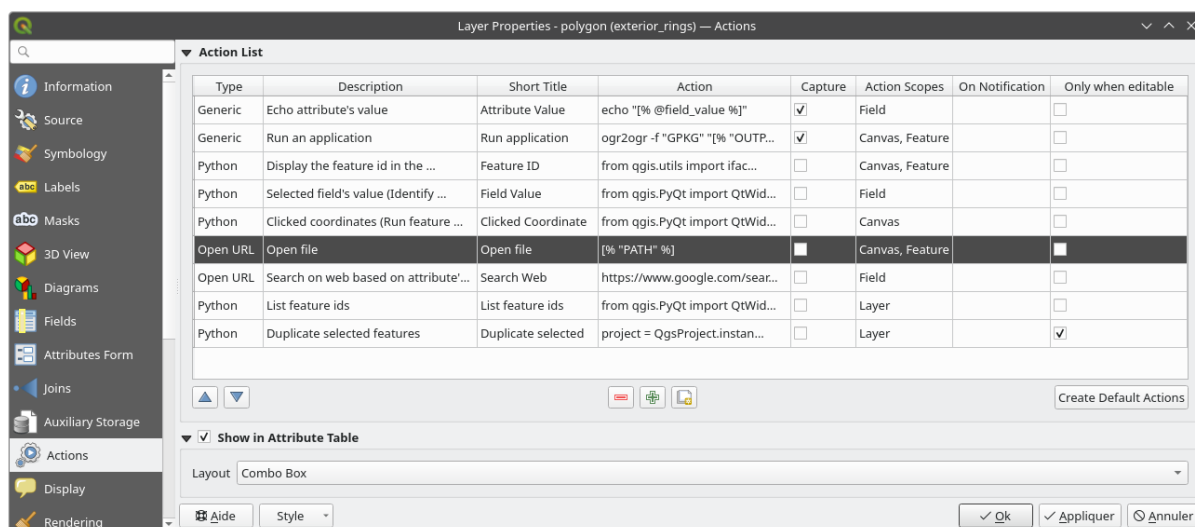 Layer Properties - polygon (exterior_rings) — Actions
Action List
Type Description Short Title Action Capture Action Scopes On Notification Only when editable
Generic Echo attribute's value Attribute Value echo "[% @field_value %]" Field
Generic Run an application Run application ogr2ogr -f "GPKG" "[% "OUTP... Canvas, Feature
Python Display the feature id in the ... Feature ID from qgis.utils import ifac... Canvas, Feature
Python Selected field's value (Identify ... Field Value from qgis.PyQt import QtWid... Field
Python Clicked coordinates (Run feature ... Clicked Coordinate from qgis.PyQt import QtWid... Canvas
Open URL Open file Open file [% "PATH" %] Canvas, Feature
Open URL Search on web based on attribute'... Search Web https://www.google.com/sear... Field
Python List feature ids List feature ids from qgis.PyQt import QtWid... Layer
Python Duplicate selected features Duplicate selected project = QgsProject.instan... Layer
Create Default Actions
Show in Attribute Table
Layout Combo Box
Aide Style Ok Appliquer Annuler
Information
Source
Symbology
abc Labels
abc Masks
3D View
Diagrams
Fields
Attributes Form
Joins
Auxiliary Storage
Actions
Display
Rendering